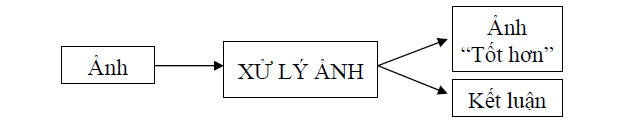 Ảnh
XỬ LÝ ẢNH
Ảnh
“Tốt hơn”
Kết luận